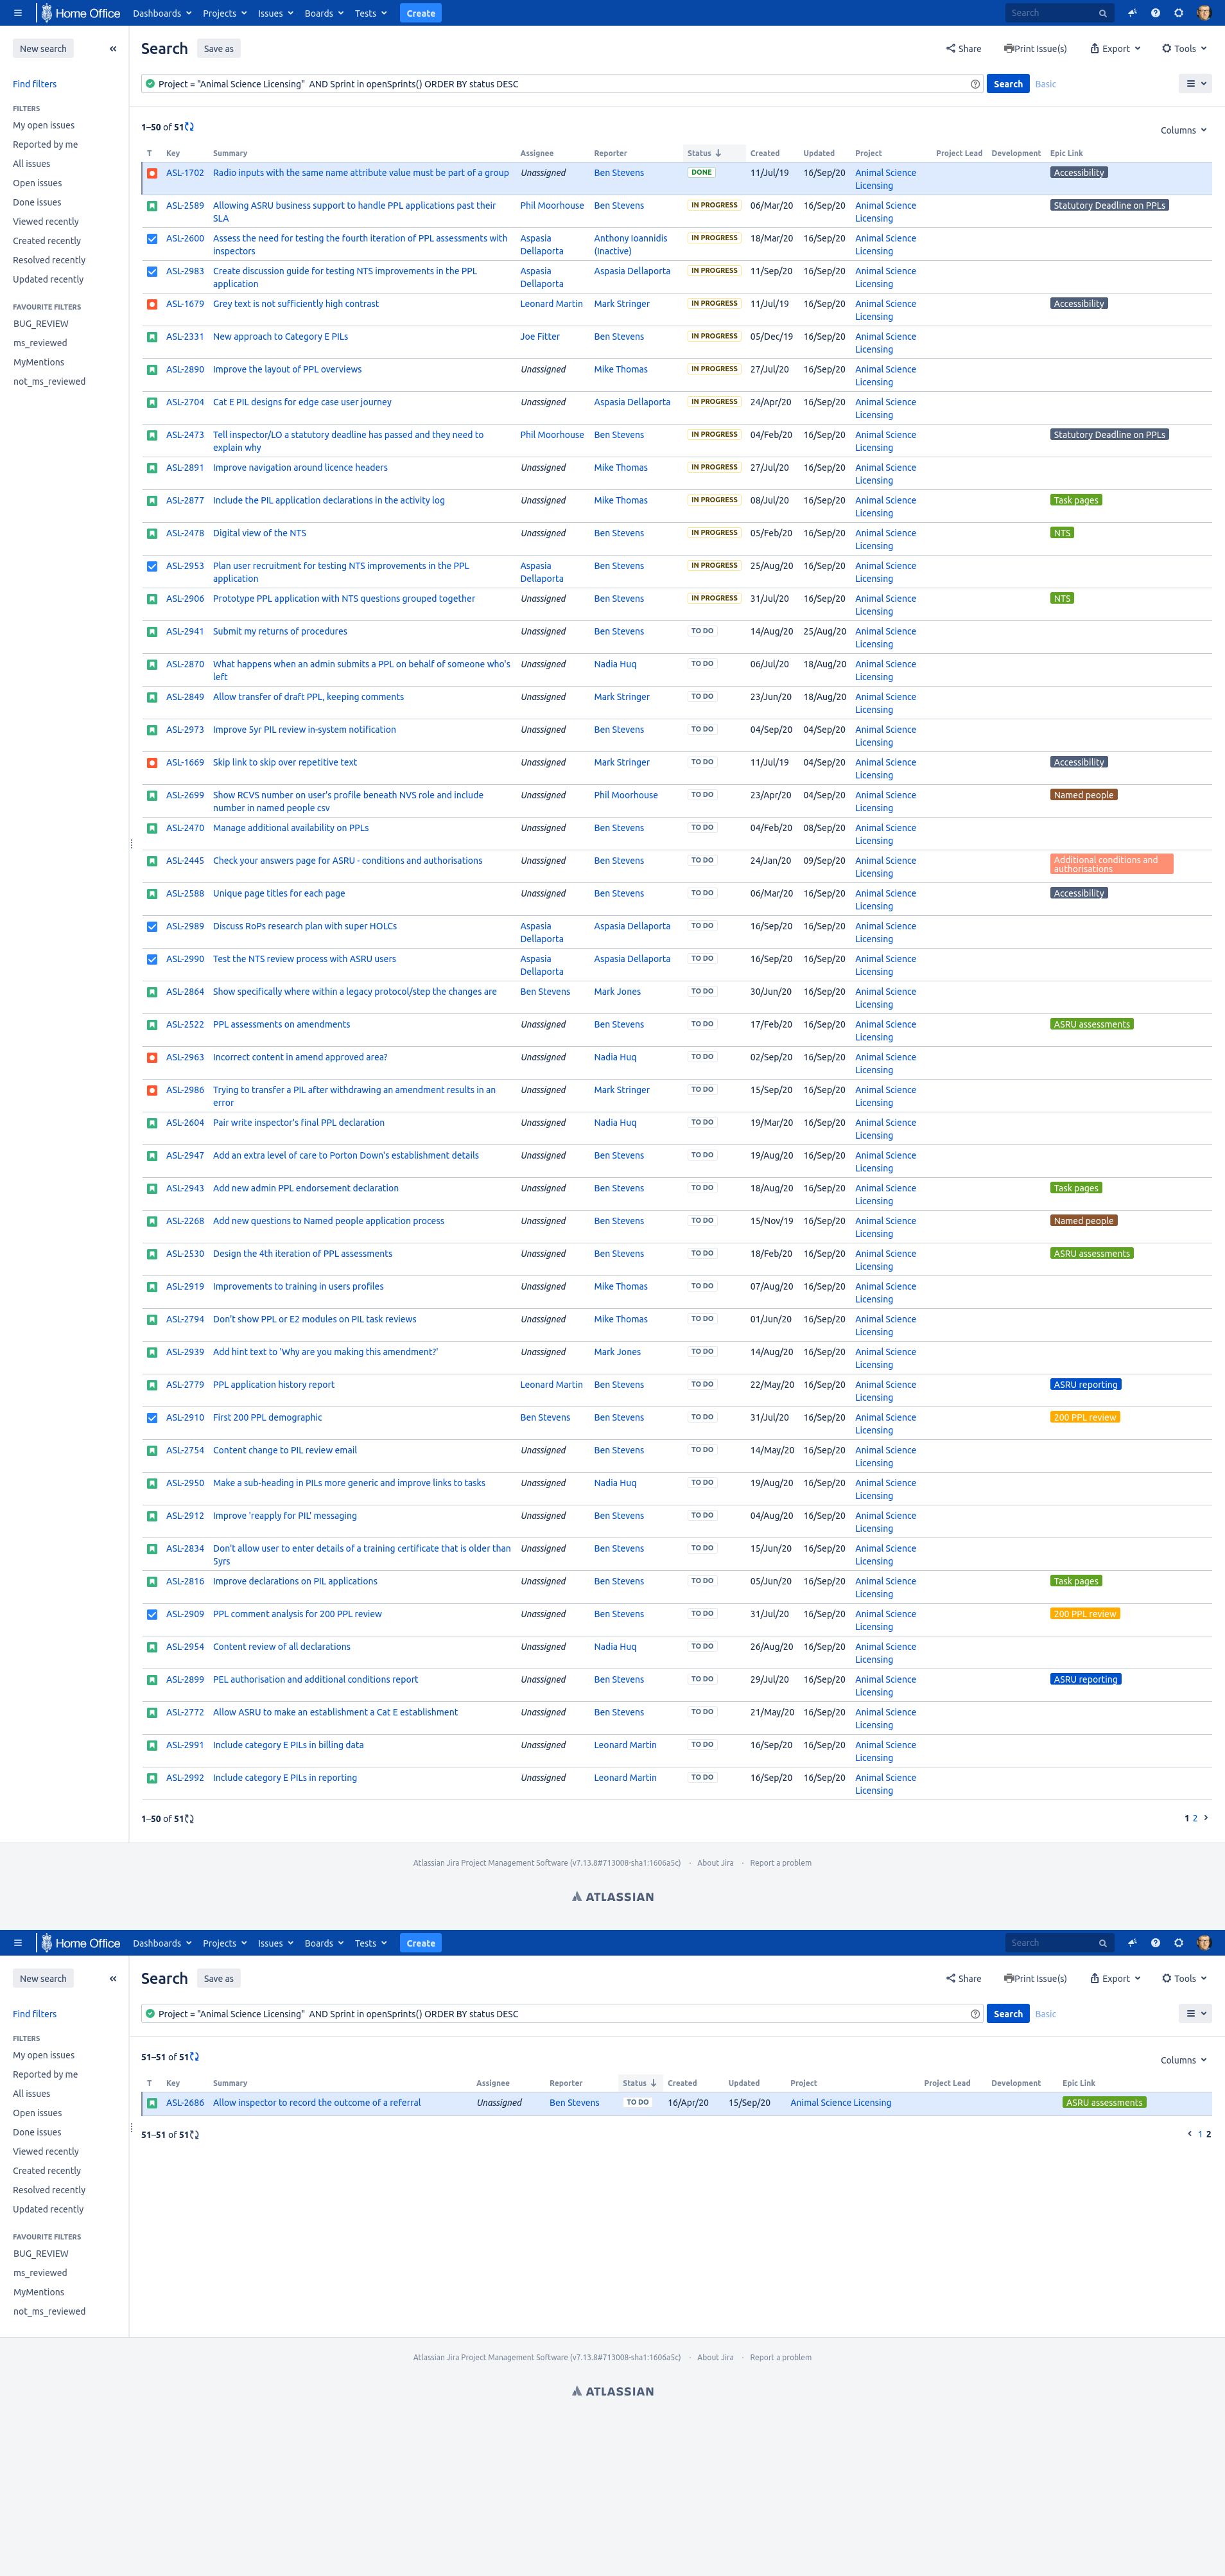 Home Office Dashboards Projects Issues Boards Tests Create Search
New search Search Save as Share Print Issue(s) Export Tools
Find filters Project = "Animal Science Licensing" AND Sprint in openSprints() ORDER BY status DESC Search Basic
FILTERS
My open issues
Reported by me
All issues
Open issues
Done issues
Viewed recently
Created recently
Resolved recently
Updated recently
FAVOURITE FILTERS
BUG_REVIEW
ms_reviewed
MyMentions
not_ms_reviewed
1–50 of 51 Columns
T Key Summary Assignee Reporter Status Created Updated Project Project Lead Development Epic Link
ASL-1702 Radio inputs with the same name attribute value must be part of a group Unassigned Ben Stevens DONE 11/Jul/19 16/Sep/20 Animal Science Accessibility
Licensing
ASL-2589 Allowing ASRU business support to handle PPL applications past their Phil Moorhouse Ben Stevens IN PROGRESS 06/Mar/20 16/Sep/20 Animal Science Statutory Deadline on PPLs
SLA Licensing
ASL-2600 Assess the need for testing the fourth iteration of PPL assessments with Aspasia Anthony Ioannidis IN PROGRESS 18/Mar/20 16/Sep/20 Animal Science
inspectors Dellaporta (Inactive) Licensing
ASL-2983 Create discussion guide for testing NTS improvements in the PPL Aspasia Aspasia Dellaporta IN PROGRESS 11/Sep/20 16/Sep/20 Animal Science
application Dellaporta Licensing
ASL-1679 Grey text is not sufficiently high contrast Leonard Martin Mark Stringer IN PROGRESS 11/Jul/19 16/Sep/20 Animal Science Accessibility
Licensing
ASL-2331 New approach to Category E PILs Joe Fitter Ben Stevens IN PROGRESS 05/Dec/19 16/Sep/20 Animal Science
Licensing
ASL-2890 Improve the layout of PPL overviews Unassigned Mike Thomas IN PROGRESS 27/Jul/20 16/Sep/20 Animal Science
Licensing
ASL-2704 Cat E PIL designs for edge case user journey Unassigned Aspasia Dellaporta IN PROGRESS 24/Apr/20 16/Sep/20 Animal Science
Licensing
ASL-2473 Tell inspector/LO a statutory deadline has passed and they need to Phil Moorhouse Ben Stevens IN PROGRESS 04/Feb/20 16/Sep/20 Animal Science Statutory Deadline on PPLs
explain why Licensing
ASL-2891 Improve navigation around licence headers Unassigned Mike Thomas IN PROGRESS 27/Jul/20 16/Sep/20 Animal Science
Licensing
ASL-2877 Include the PIL application declarations in the activity log Unassigned Mike Thomas IN PROGRESS 08/Jul/20 16/Sep/20 Animal Science Task pages
Licensing
ASL-2478 Digital view of the NTS Unassigned Ben Stevens IN PROGRESS 05/Feb/20 16/Sep/20 Animal Science NTS
Licensing
ASL-2953 Plan user recruitment for testing NTS improvements in the PPL Aspasia Ben Stevens IN PROGRESS 25/Aug/20 16/Sep/20 Animal Science
application Dellaporta Licensing
ASL-2906 Prototype PPL application with NTS questions grouped together Unassigned Ben Stevens IN PROGRESS 31/Jul/20 16/Sep/20 Animal Science NTS
Licensing
ASL-2941 Submit my returns of procedures Unassigned Ben Stevens TO DO 14/Aug/20 25/Aug/20 Animal Science
Licensing
ASL-2870 What happens when an admin submits a PPL on behalf of someone who's Unassigned Nadia Huq TO DO 06/Jul/20 18/Aug/20 Animal Science
left Licensing
ASL-2849 Allow transfer of draft PPL, keeping comments Unassigned Mark Stringer TO DO 23/Jun/20 18/Aug/20 Animal Science
Licensing
ASL-2973 Improve 5yr PIL review in-system notification Unassigned Ben Stevens TO DO 04/Sep/20 04/Sep/20 Animal Science
Licensing
ASL-1669 Skip link to skip over repetitive text Unassigned Mark Stringer TO DO 11/Jul/19 04/Sep/20 Animal Science Accessibility
Licensing
ASL-2699 Show RCVS number on user's profile beneath NVS role and include Unassigned Phil Moorhouse TO DO 23/Apr/20 04/Sep/20 Animal Science Named people
number in named people csv Licensing
ASL-2470 Manage additional availability on PPLs Unassigned Ben Stevens TO DO 04/Feb/20 08/Sep/20 Animal Science
Licensing
ASL-2445 Check your answers page for ASRU - conditions and authorisations Unassigned Ben Stevens TO DO 24/Jan/20 09/Sep/20 Animal Science Additional conditions and
Licensing authorisations
ASL-2588 Unique page titles for each page Unassigned Ben Stevens TO DO 06/Mar/20 16/Sep/20 Animal Science Accessibility
Licensing
ASL-2989 Discuss RoPs research plan with super HOLCs Aspasia Aspasia Dellaporta TO DO 16/Sep/20 16/Sep/20 Animal Science
Dellaporta Licensing
ASL-2990 Test the NTS review process with ASRU users Aspasia Aspasia Dellaporta TO DO 16/Sep/20 16/Sep/20 Animal Science
Dellaporta Licensing
ASL-2864 Show specifically where within a legacy protocol/step the changes are Ben Stevens Mark Jones TO DO 30/Jun/20 16/Sep/20 Animal Science
Licensing
ASL-2522 PPL assessments on amendments Unassigned Ben Stevens TO DO 17/Feb/20 16/Sep/20 Animal Science ASRU assessments
Licensing
ASL-2963 Incorrect content in amend approved area? Unassigned Nadia Huq TO DO 02/Sep/20 16/Sep/20 Animal Science
Licensing
ASL-2986 Trying to transfer a PIL after withdrawing an amendment results in an Unassigned Mark Stringer TO DO 15/Sep/20 16/Sep/20 Animal Science
error Licensing
ASL-2604 Pair write inspector's final PPL declaration Unassigned Nadia Huq TO DO 19/Mar/20 16/Sep/20 Animal Science
Licensing
ASL-2947 Add an extra level of care to Porton Down's establishment details Unassigned Ben Stevens TO DO 19/Aug/20 16/Sep/20 Animal Science
Licensing
ASL-2943 Add new admin PPL endorsement declaration Unassigned Ben Stevens TO DO 18/Aug/20 16/Sep/20 Animal Science Task pages
Licensing
ASL-2268 Add new questions to Named people application process Unassigned Ben Stevens TO DO 15/Nov/19 16/Sep/20 Animal Science Named people
Licensing
ASL-2530 Design the 4th iteration of PPL assessments Unassigned Ben Stevens TO DO 18/Feb/20 16/Sep/20 Animal Science ASRU assessments
Licensing
ASL-2919 Improvements to training in users profiles Unassigned Mike Thomas TO DO 07/Aug/20 16/Sep/20 Animal Science
Licensing
ASL-2794 Don't show PPL or E2 modules on PIL task reviews Unassigned Mike Thomas TO DO 01/Jun/20 16/Sep/20 Animal Science
Licensing
ASL-2939 Add hint text to 'Why are you making this amendment?' Unassigned Mark Jones TO DO 14/Aug/20 16/Sep/20 Animal Science
Licensing
ASL-2779 PPL application history report Leonard Martin Ben Stevens TO DO 22/May/20 16/Sep/20 Animal Science ASRU reporting
Licensing
ASL-2910 First 200 PPL demographic Ben Stevens Ben Stevens TO DO 31/Jul/20 16/Sep/20 Animal Science 200 PPL review
Licensing
ASL-2754 Content change to PIL review email Unassigned Ben Stevens TO DO 14/May/20 16/Sep/20 Animal Science
Licensing
ASL-2950 Make a sub-heading in PILs more generic and improve links to tasks Unassigned Nadia Huq TO DO 19/Aug/20 16/Sep/20 Animal Science
Licensing
ASL-2912 Improve 'reapply for PIL' messaging Unassigned Ben Stevens TO DO 04/Aug/20 16/Sep/20 Animal Science
Licensing
ASL-2834 Don't allow user to enter details of a training certificate that is older than Unassigned Ben Stevens TO DO 15/Jun/20 16/Sep/20 Animal Science
5yrs Licensing
ASL-2816 Improve declarations on PIL applications Unassigned Ben Stevens TO DO 05/Jun/20 16/Sep/20 Animal Science Task pages
Licensing
ASL-2909 PPL comment analysis for 200 PPL review Unassigned Ben Stevens TO DO 31/Jul/20 16/Sep/20 Animal Science 200 PPL review
Licensing
ASL-2954 Content review of all declarations Unassigned Nadia Huq TO DO 26/Aug/20 16/Sep/20 Animal Science
Licensing
ASL-2899 PEL authorisation and additional conditions report Unassigned Ben Stevens TO DO 29/Jul/20 16/Sep/20 Animal Science ASRU reporting
Licensing
ASL-2772 Allow ASRU to make an establishment a Cat E establishment Unassigned Ben Stevens TO DO 21/May/20 16/Sep/20 Animal Science
Licensing
ASL-2991 Include category E PILs in billing data Unassigned Leonard Martin TO DO 16/Sep/20 16/Sep/20 Animal Science
Licensing
ASL-2992 Include category E PILs in reporting Unassigned Leonard Martin TO DO 16/Sep/20 16/Sep/20 Animal Science
Licensing
1–50 of 51 1 2
Atlassian Jira Project Management Software (v7.13.8#713008-sha1:1606a5c) · About Jira · Report a problem
ATLASSIAN
Home Office Dashboards Projects Issues Boards Tests Create Search
New search Search Save as Share Print Issue(s) Export Tools
Find filters Project = "Animal Science Licensing" AND Sprint in openSprints() ORDER BY status DESC Search Basic
FILTERS
My open issues
Reported by me
All issues
Open issues
Done issues
Viewed recently
Created recently
Resolved recently
Updated recently
FAVOURITE FILTERS
BUG_REVIEW
ms_reviewed
MyMentions
not_ms_reviewed
51–51 of 51 Columns
T Key Summary Assignee Reporter Status Created Updated Project Project Lead Development Epic Link
ASL-2686 Allow inspector to record the outcome of a referral Unassigned Ben Stevens TO DO 16/Apr/20 15/Sep/20 Animal Science Licensing ASRU assessments
51–51 of 51 1 2
Atlassian Jira Project Management Software (v7.13.8#713008-sha1:1606a5c) · About Jira · Report a problem
ATLASSIAN